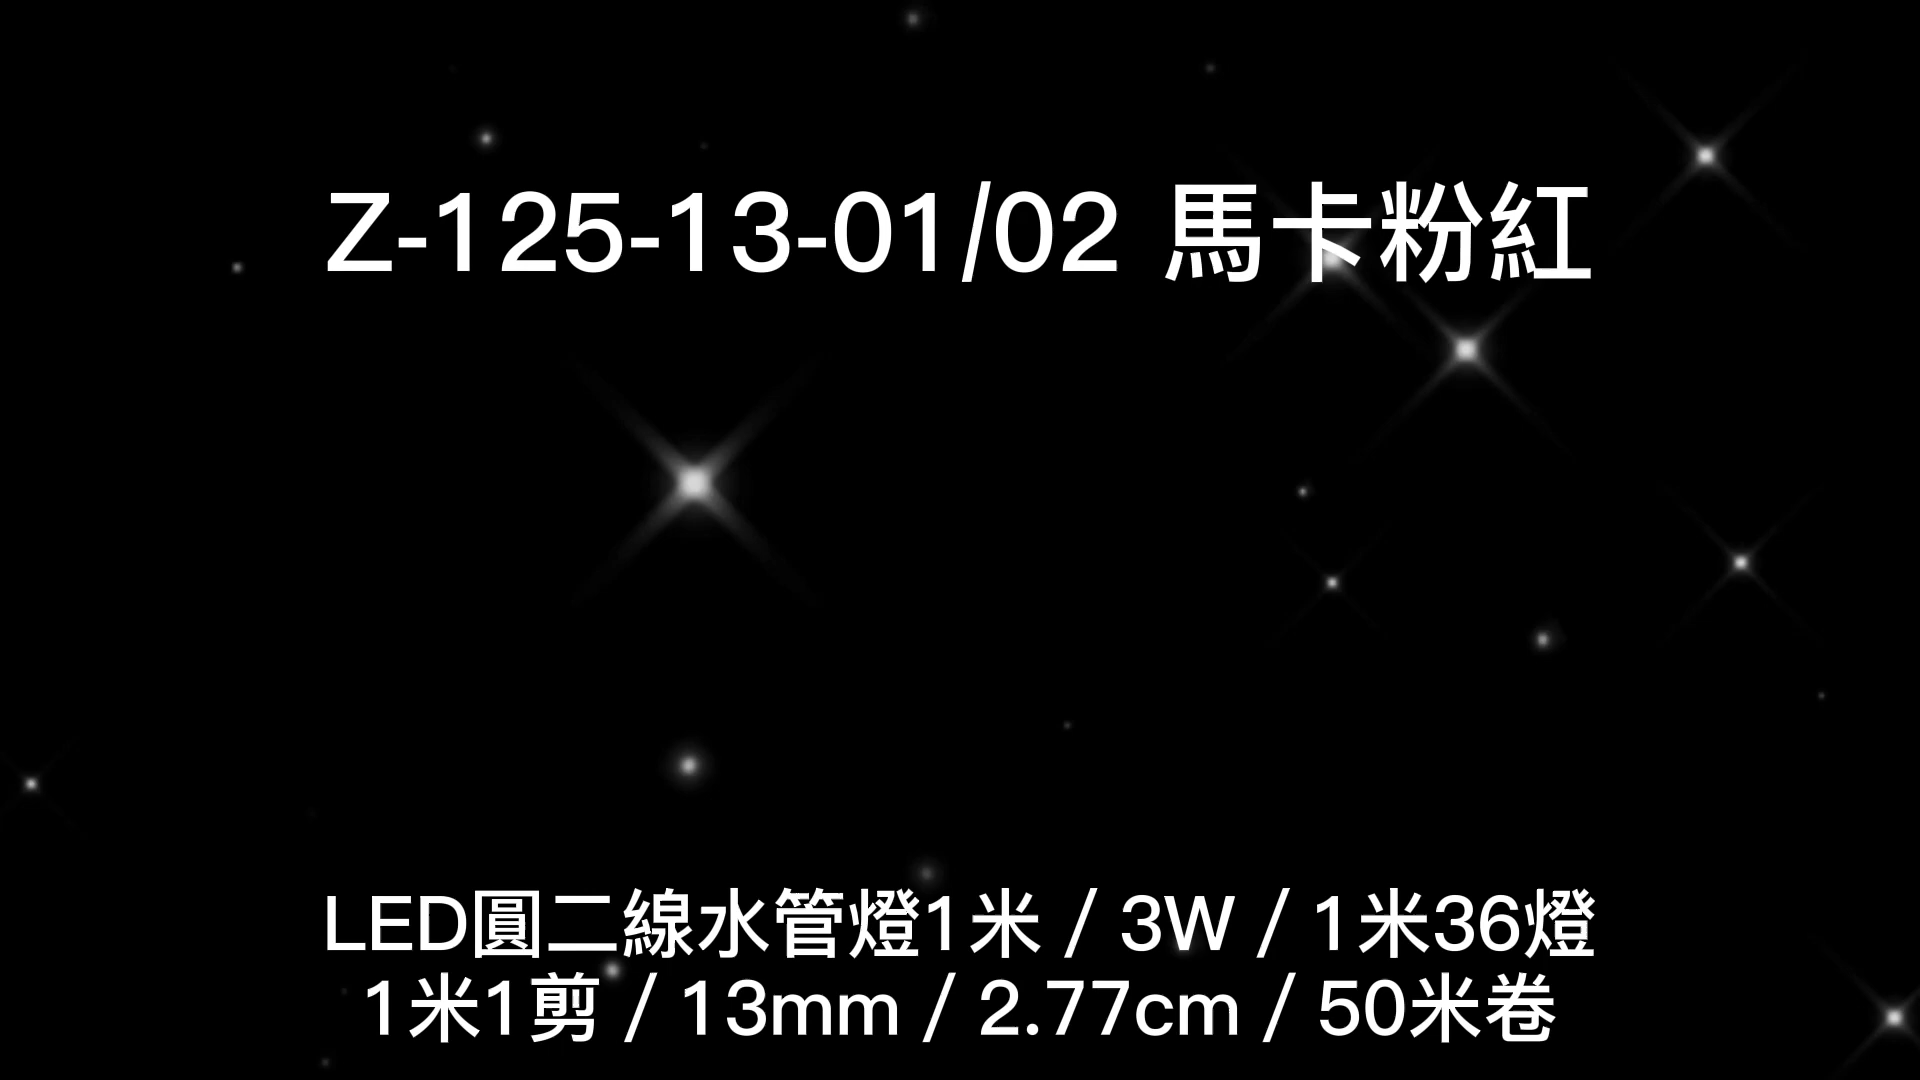 Z-125-13-01/02 馬卡粉紅
LED圓二線水管燈1米 / 3W / 1米36燈
1米1剪 / 13mm / 2.77cm / 50米卷